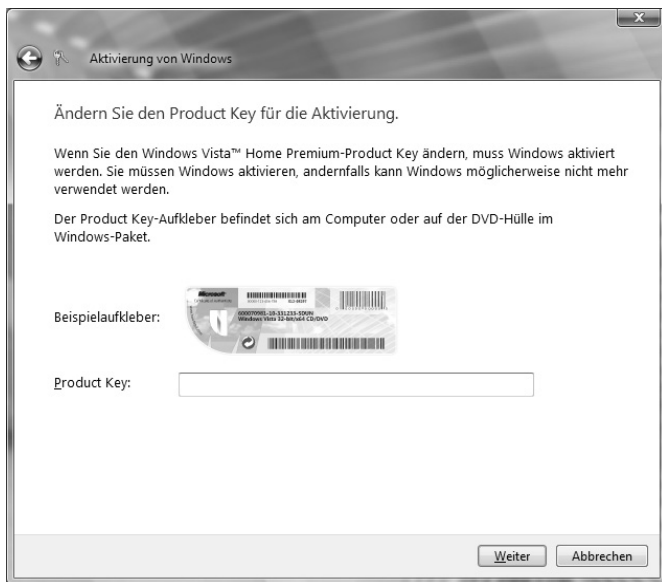 Aktivierung von Windows
Ändern Sie den Product Key für die Aktivierung.
Wenn Sie den Windows Vista™ Home Premium-Product Key ändern, muss Windows aktiviert
werden. Sie müssen Windows aktivieren, andernfalls kann Windows möglicherweise nicht mehr
verwendet werden.
Der Product Key-Aufkleber befindet sich am Computer oder auf der DVD-Hülle im
Windows-Paket.
Microsoft
Beispielaufkleber:
Windows Vista 32-bit/x64 CD/DVD
Product Key:
Weiter
Abbrechen